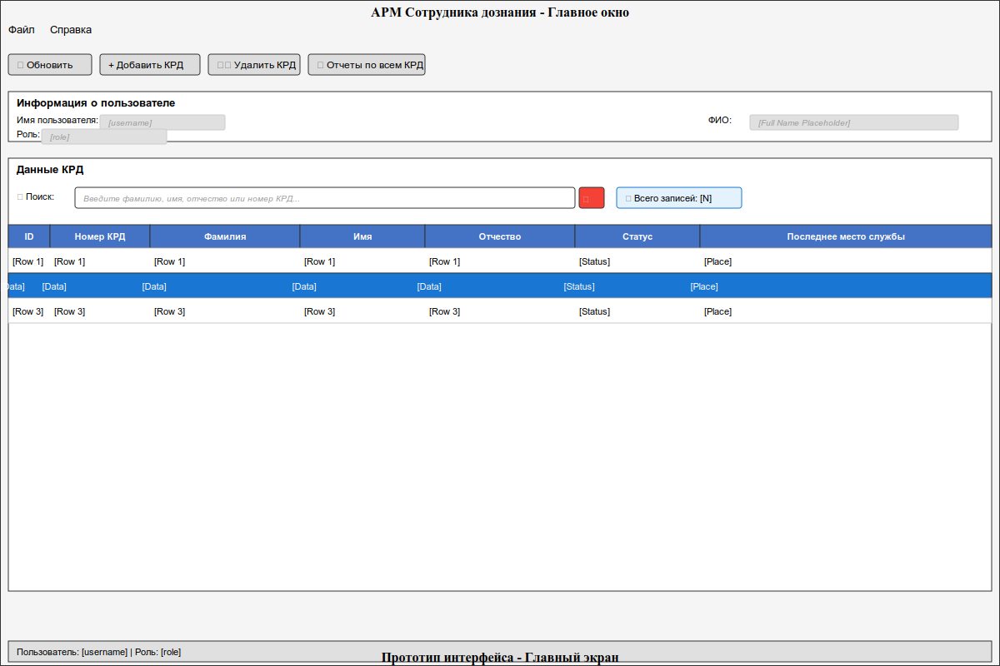 АРМ Сотрудника дознания - Главное окно
Файл Справка
Обновить + Добавить КРД Удалить КРД Отчеты по всем КРД
Информация о пользователе
Имя пользователя: [username] ФИО: [Full Name Placeholder]
Роль: [role]
Данные КРД
Поиск: Введите фамилию, имя, отчество или номер КРД... Всего записей: [N]
ID Номер КРД Фамилия Имя Отчество Статус Последнее место службы
[Row 1] [Row 1] [Row 1] [Row 1] [Row 1] [Status] [Place]
Data] [Data] [Data] [Data] [Data] [Status] [Place]
[Row 3] [Row 3] [Row 3] [Row 3] [Row 3] [Status] [Place]
Пользователь: [username] | Роль: [role]
Прототип интерфейса - Главный экран